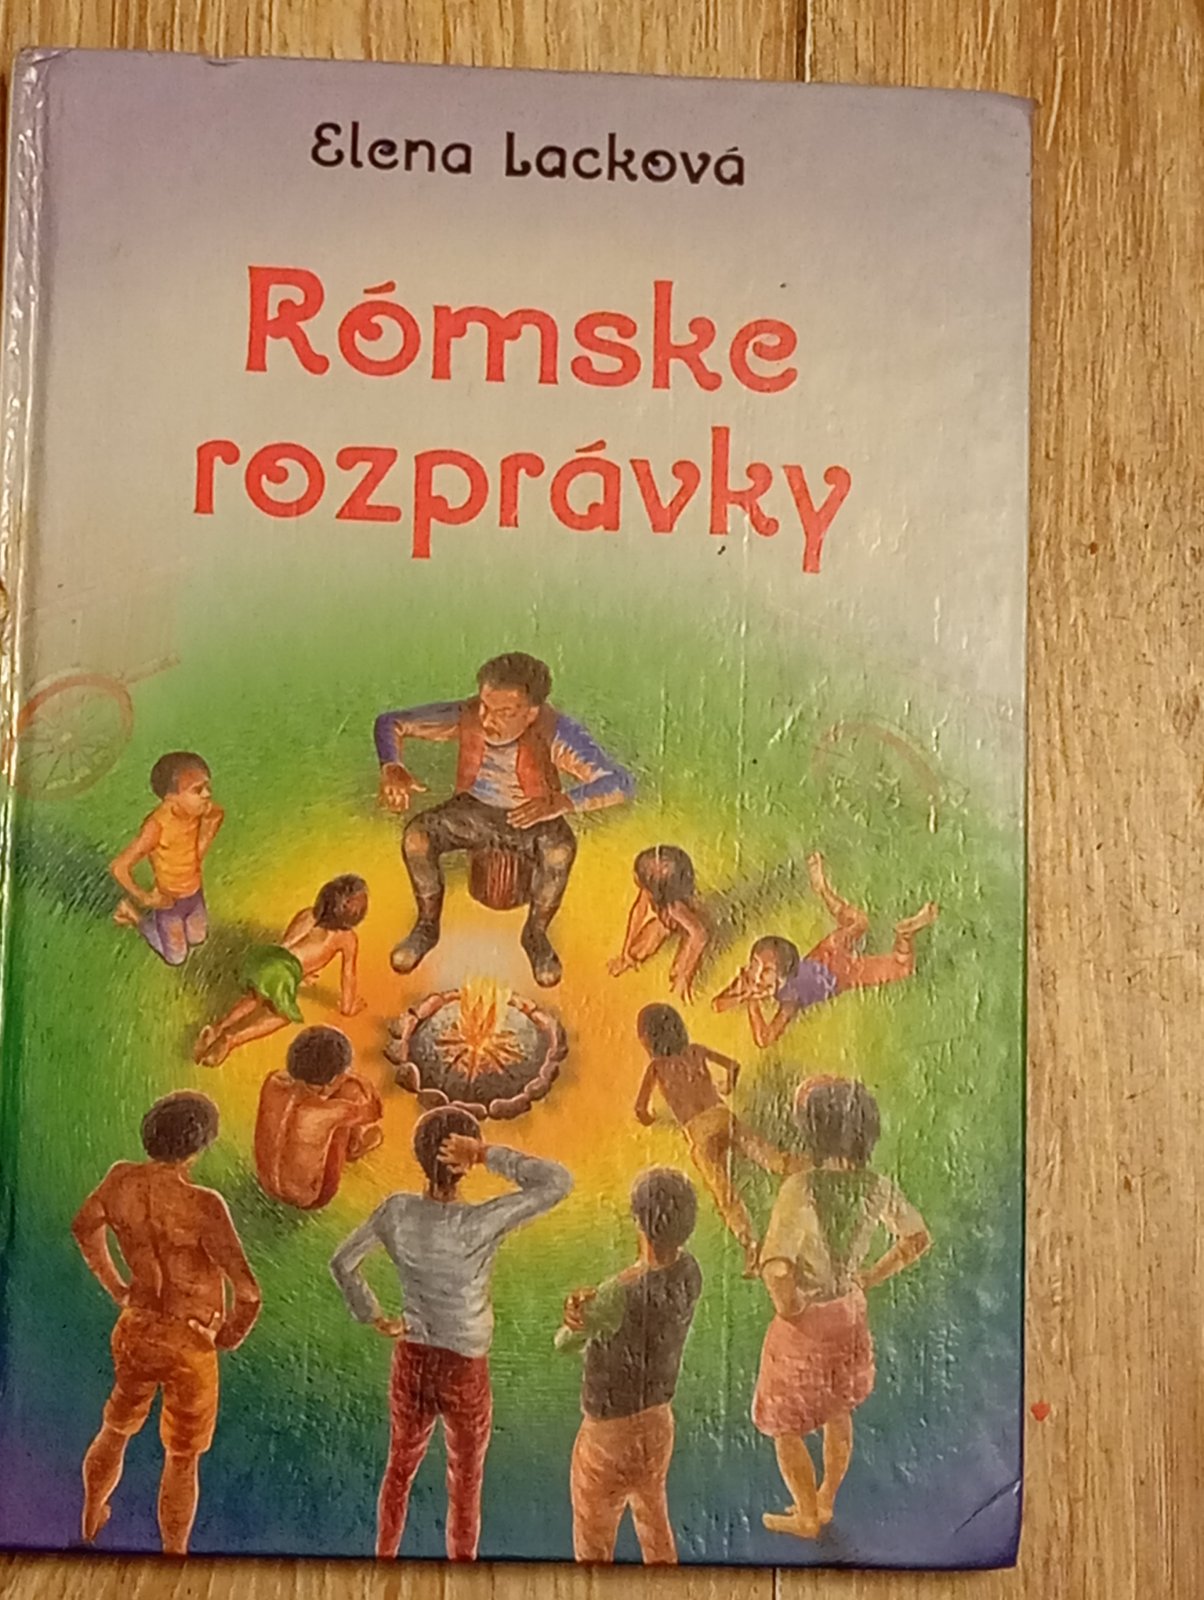 Elena Lacková
Rómske
rozprávky